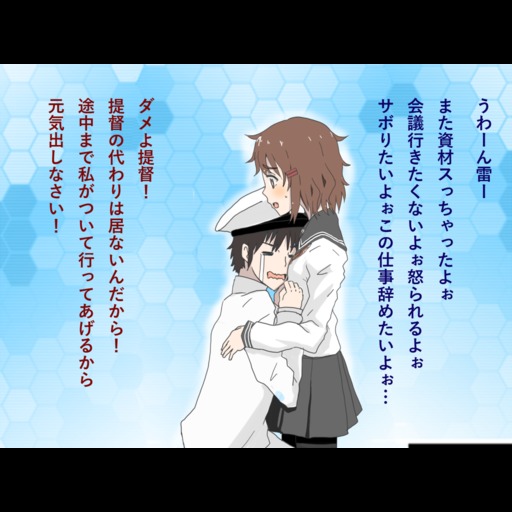 うわーん雷ー
また資材スっちゃったよぉ
会議行きたくないよぉ怒られるよぉ
サボりたいよぉこの仕事辞めたいよぉ…
ダメよ提督！
提督の代わりは居ないんだから！
途中まで私がついて行ってあげるから
元気出しなさい！